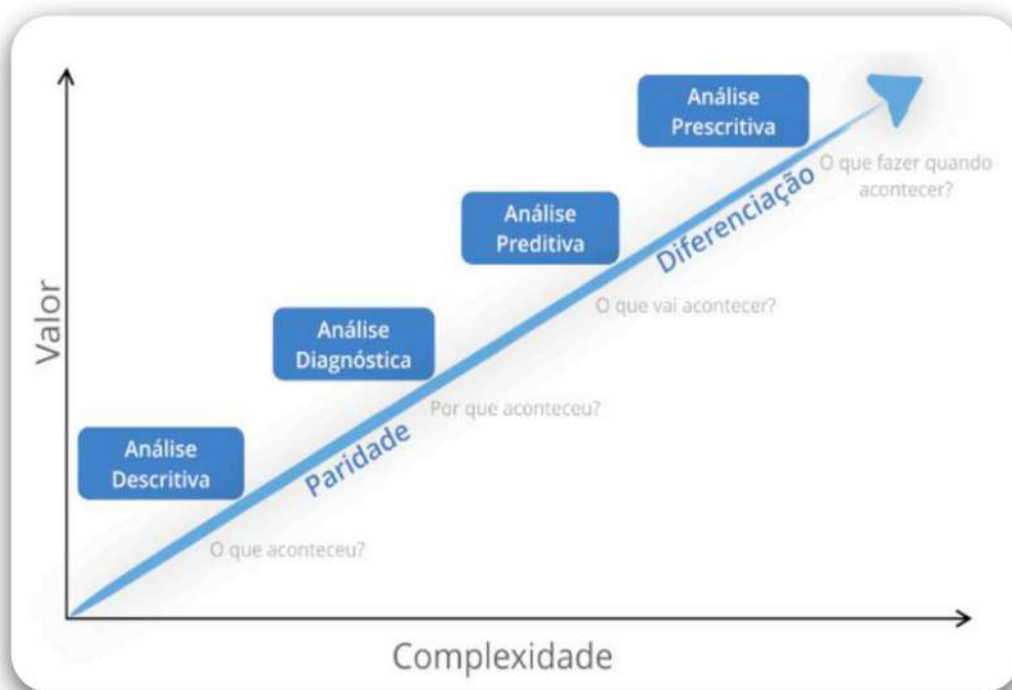 Análise
Prescritiva
O que fazer quando
acontecer?
Diferenciação
Análise
Preditiva
O que vai acontecer?
Valor
Análise
Diagnóstica
Por que aconteceu?
Paridade
Análise
Descritiva
O que aconteceu?
Complexidade